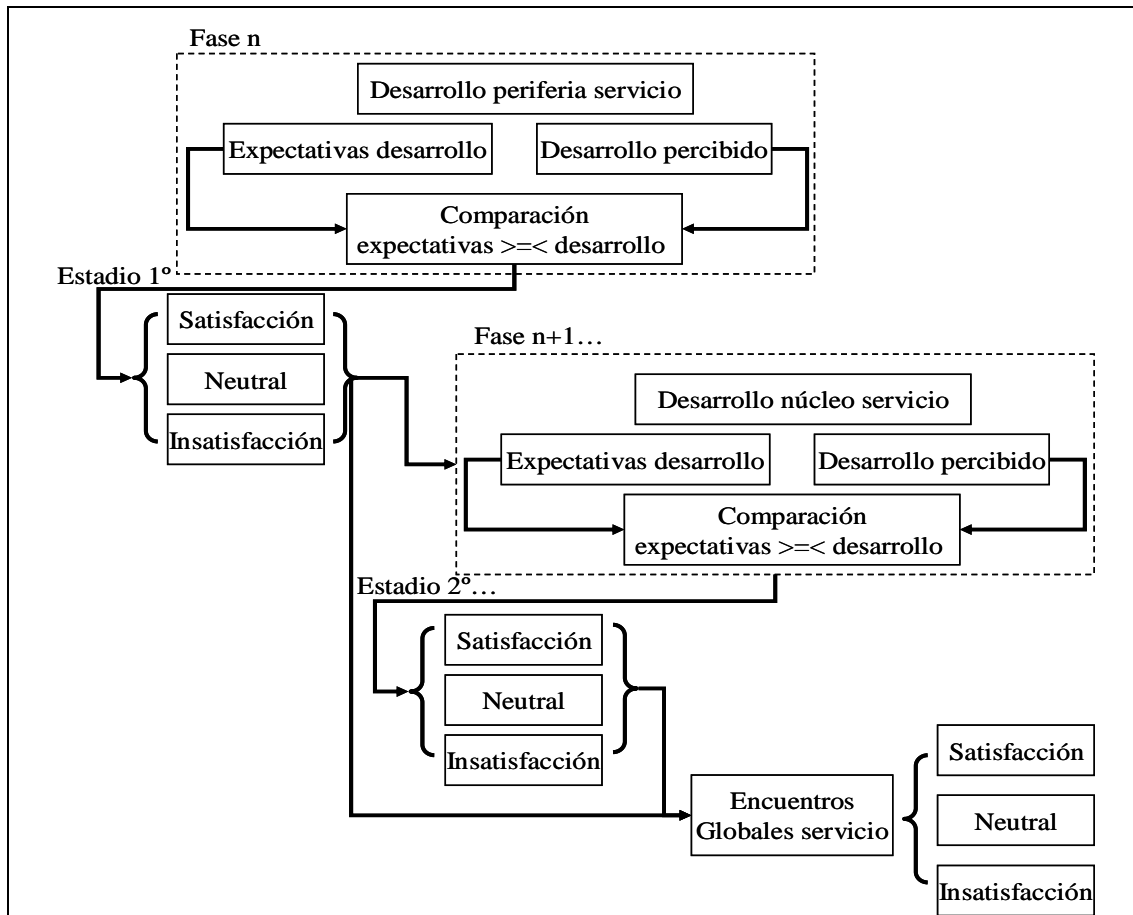 Fase n
Desarrollo periferia servicio
Expectativas desarrollo
Desarrollo percibido
Comparación
expectativas >=< desarrollo
Estadio 1º
Satisfacción
Neutral
Insatisfacción
Fase n+1…
Desarrollo núcleo servicio
Expectativas desarrollo
Desarrollo percibido
Comparación
expectativas >=< desarrollo
Estadio 2º…
Satisfacción
Neutral
Insatisfacción
Encuentros
Globales servicio
Satisfacción
Neutral
Insatisfacción